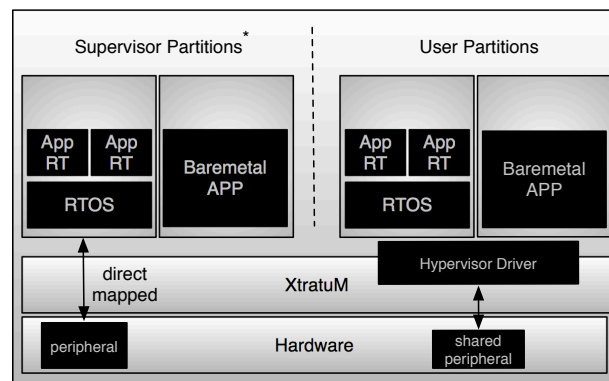 Supervisor Partitions*
User Partitions
App RT
App RT
RTOS
Baremetal APP
App RT
App RT
RTOS
Baremetal APP
direct mapped
XtratuM
Hypervisor Driver
peripheral
Hardware
shared peripheral